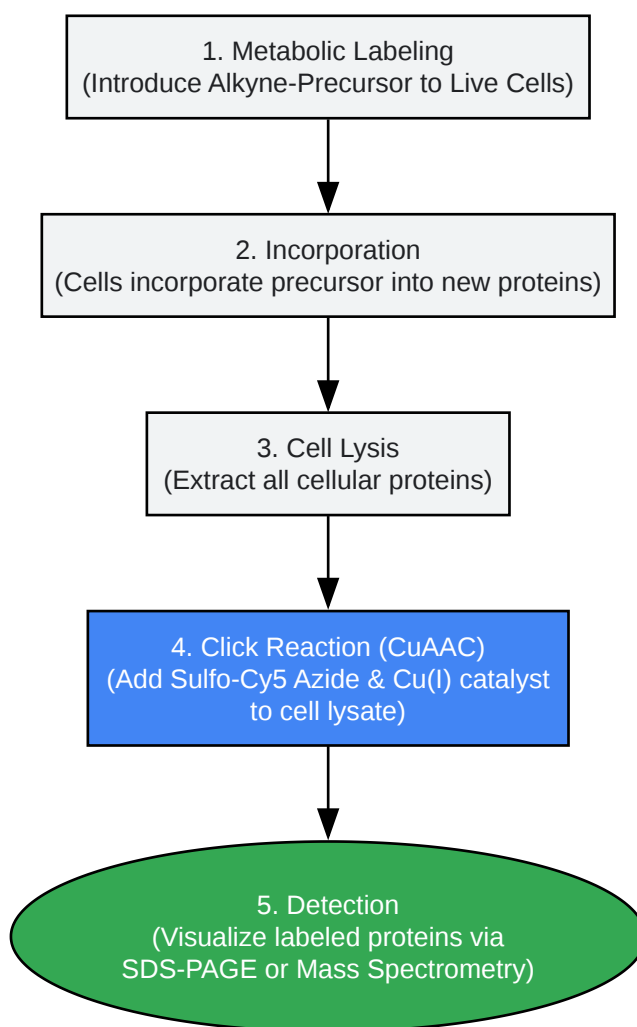 1. Metabolic Labeling
(Introduce Alkyne-Precursor to Live Cells)
2. Incorporation
(Cells incorporate precursor into new proteins)
3. Cell Lysis
(Extract all cellular proteins)
4. Click Reaction (CuAAC)
(Add Sulfo-Cy5 Azide & Cu(I) catalyst
to cell lysate)
5. Detection
(Visualize labeled proteins via
SDS-PAGE or Mass Spectrometry)